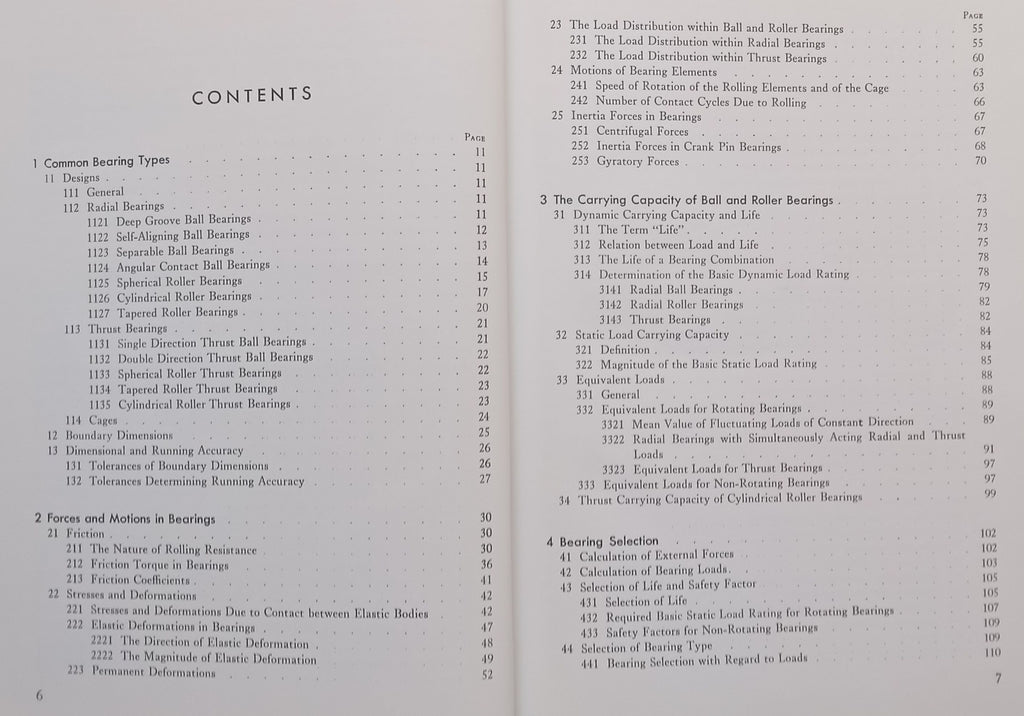 CONTENTS
PAGE
1 Common Bearing Types . . . . . . . . . . . . 11
11 Designs . . . . . . . . . . . . . . . 11
111 General . . . . . . . . . . . . . . 11
112 Radial Bearings . . . . . . . . . . . . 11
1121 Deep Groove Ball Bearings . . . . . . . . . 11
1122 Self-Aligning Ball Bearings . . . . . . . . . 12
1123 Separable Ball Bearings . . . . . . . . . . 13
1124 Angular Contact Ball Bearings . . . . . . . . 14
1125 Spherical Roller Bearings . . . . . . . . . 15
1126 Cylindrical Roller Bearings . . . . . . . . . 17
1127 Tapered Roller Bearings . . . . . . . . . . 20
113 Thrust Bearings . . . . . . . . . . . . 21
1131 Single Direction Thrust Ball Bearings . . . . . . 21
1132 Double Direction Thrust Ball Bearings . . . . . . 22
1133 Spherical Roller Thrust Bearings . . . . . . . 22
1134 Tapered Roller Thrust Bearings . . . . . . . 23
1135 Cylindrical Roller Thrust Bearings . . . . . . . 23
114 Cages . . . . . . . . . . . . . . 24
12 Boundary Dimensions . . . . . . . . . . . 25
13 Dimensional and Running Accuracy . . . . . . . . 26
131 Tolerances of Boundary Dimensions . . . . . . . 26
132 Tolerances Determining Running Accuracy . . . . . . 27
2 Forces and Motions in Bearings . . . . . . . . . 30
21 Friction . . . . . . . . . . . . . . 30
211 The Nature of Rolling Resistance . . . . . . . . 30
212 Friction Torque in Bearings . . . . . . . . . 36
213 Friction Coefficients . . . . . . . . . . . 41
22 Stresses and Deformations . . . . . . . . . . 42
221 Stresses and Deformations Due to Contact between Elastic Bodies . 42
222 Elastic Deformations in Bearings . . . . . . . . 47
2221 The Direction of Elastic Deformation . . . . . . 48
2222 The Magnitude of Elastic Deformation . . . . . . 49
223 Permanent Deformations . . . . . . . . . . 52
6
PAGE
23 The Load Distribution within Ball and Roller Bearings . . . . . 55
231 The Load Distribution within Radial Bearings . . . . . 55
232 The Load Distribution within Thrust Bearings . . . . . 60
24 Motions of Bearing Elements . . . . . . . . . 63
241 Speed of Rotation of the Rolling Elements and of the Cage . . . 63
242 Number of Contact Cycles Due to Rolling . . . . . . 66
25 Inertia Forces in Bearings . . . . . . . . . . 67
251 Centrifugal Forces . . . . . . . . . . . 67
252 Inertia Forces in Crank Pin Bearings . . . . . . . 68
253 Gyratory Forces . . . . . . . . . . . 70
3 The Carrying Capacity of Ball and Roller Bearings . . . . . 73
31 Dynamic Carrying Capacity and Life . . . . . . . 73
311 The Term “Life” . . . . . . . . . . . 73
312 Relation between Load and Life . . . . . . . . 75
313 The Life of a Bearing Combination . . . . . . . 78
314 Determination of the Basic Dynamic Load Rating . . . . 78
3141 Radial Ball Bearings . . . . . . . . . . 79
3142 Radial Roller Bearings . . . . . . . . . 82
3143 Thrust Bearings . . . . . . . . . . 82
32 Static Load Carrying Capacity . . . . . . . . . 84
321 Definition . . . . . . . . . . . . 84
322 Magnitude of the Basic Static Load Rating . . . . . . 85
33 Equivalent Loads . . . . . . . . . . . 88
331 General . . . . . . . . . . . . . 88
332 Equivalent Loads for Rotating Bearings . . . . . . 89
3321 Mean Value of Fluctuating Loads of Constant Direction . . 89
3322 Radial Bearings with Simultaneously Acting Radial and Thrust
Loads . . . . . . . . . . . . 91
3323 Equivalent Loads for Thrust Bearings . . . . . . 97
333 Equivalent Loads for Non-Rotating Bearings . . . . . 97
34 Thrust Carrying Capacity of Cylindrical Roller Bearings . . . . 99
4 Bearing Selection . . . . . . . . . . . . 102
41 Calculation of External Forces . . . . . . . . . 102
42 Calculation of Bearing Loads . . . . . . . . . 103
43 Selection of Life and Safety Factor . . . . . . . . 105
431 Selection of Life . . . . . . . . . . . 105
432 Required Basic Static Load Rating for Rotating Bearings . . . 107
433 Safety Factors for Non-Rotating Bearings . . . . . . 109
44 Selection of Bearing Type . . . . . . . . . . 109
441 Bearing Selection with Regard to Loads . . . . . . 110
7